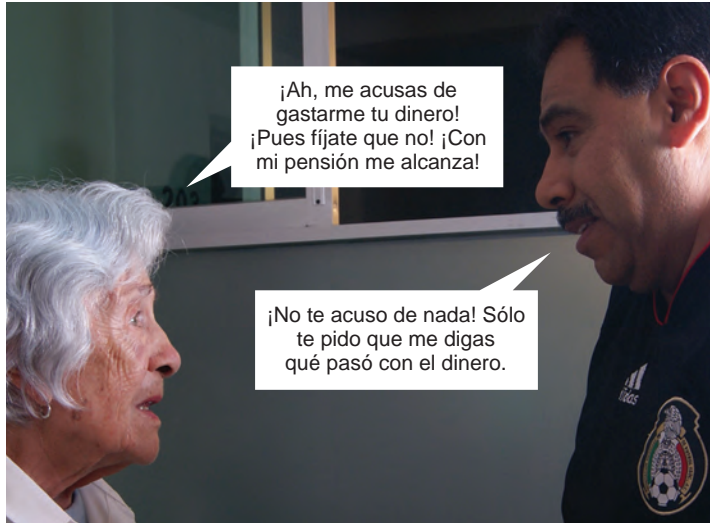 ¡Ah, me acusas de
gastarme tu dinero!
¡Pues fíjate que no! ¡Con
mi pensión me alcanza!
203
¡No te acuso de nada! Sólo
te pido que me digas
qué pasó con el dinero.
adidas